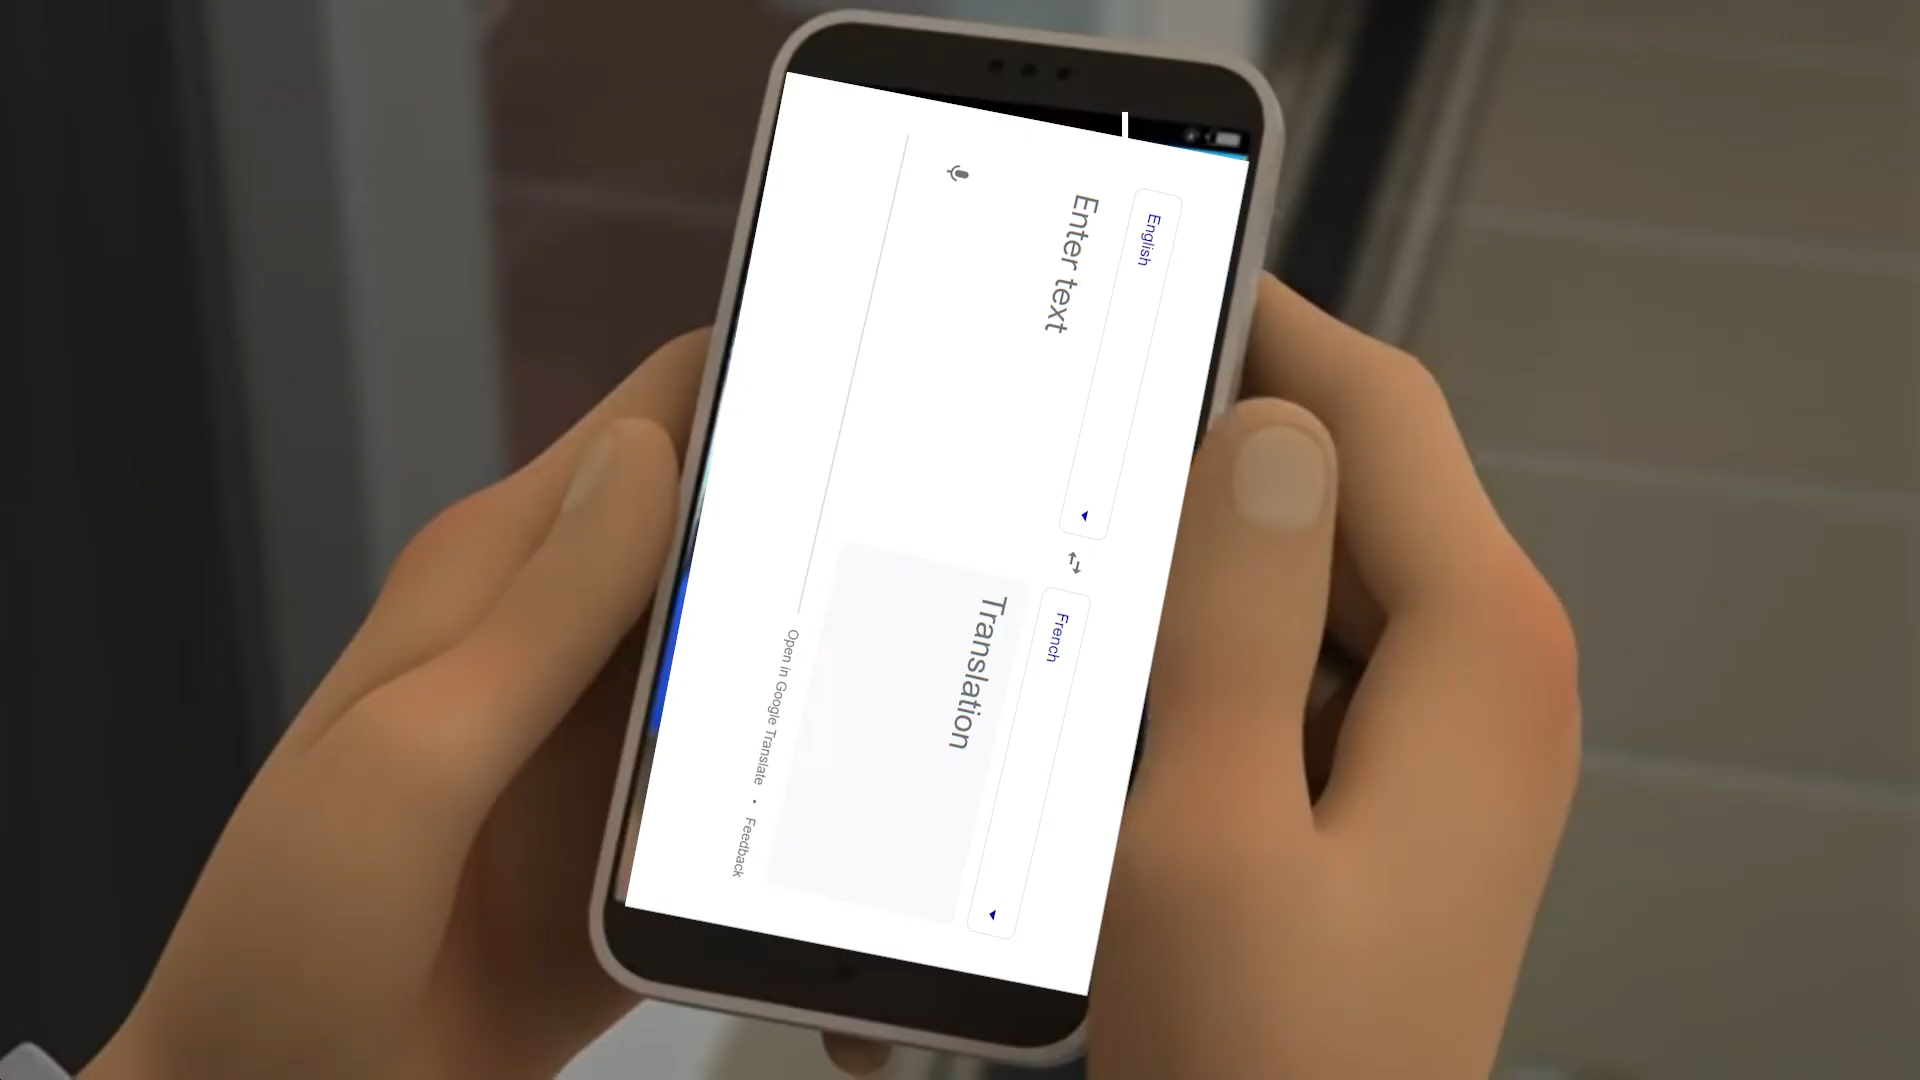 English
French
Enter text
Translation
Open in Google Translate • Feedback